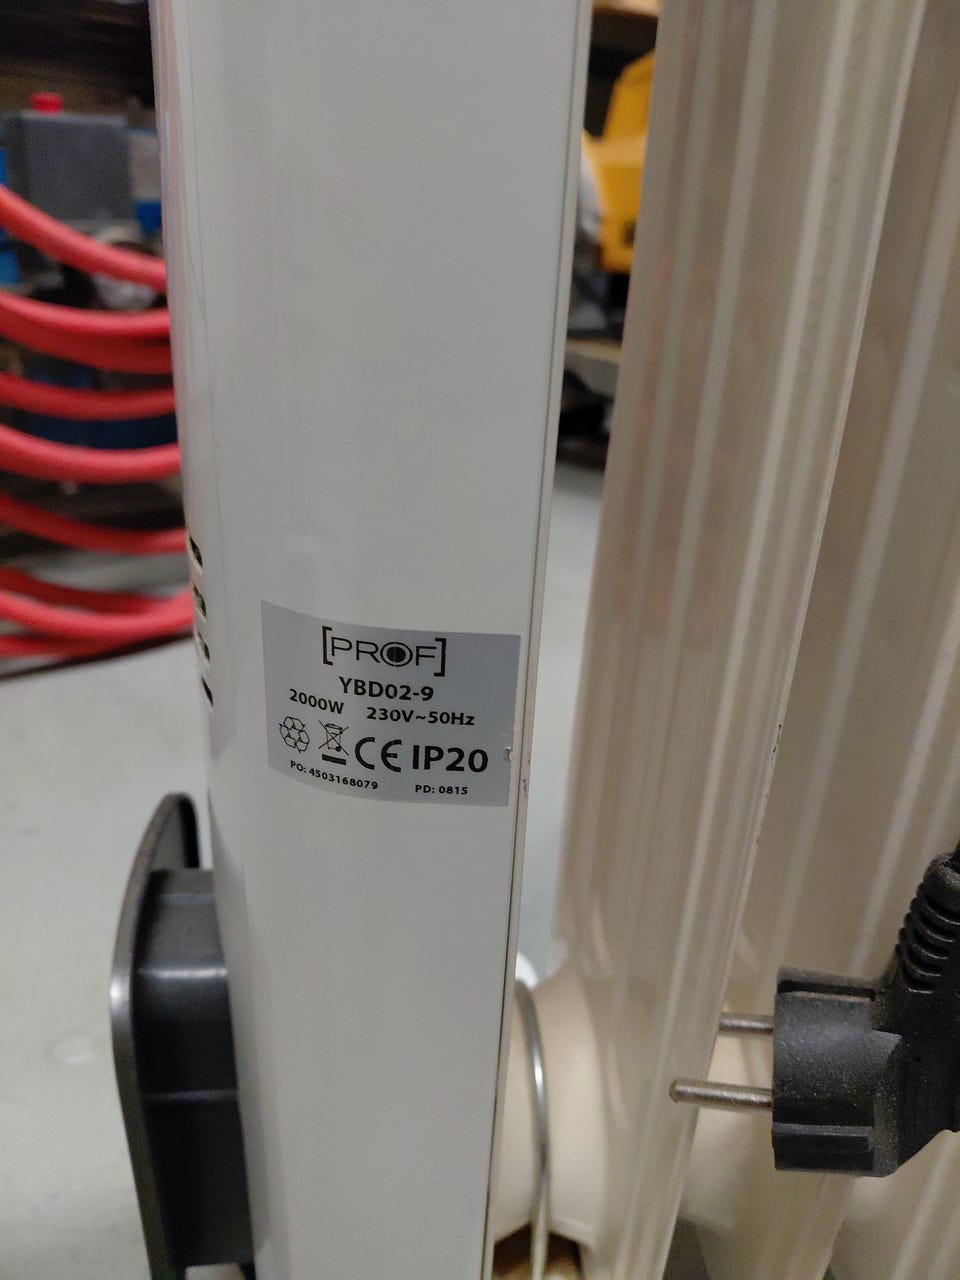 [PROF]
YBD02-9
2000W 230V~50Hz
CE IP20
PO: 4503168079 PD: 0815